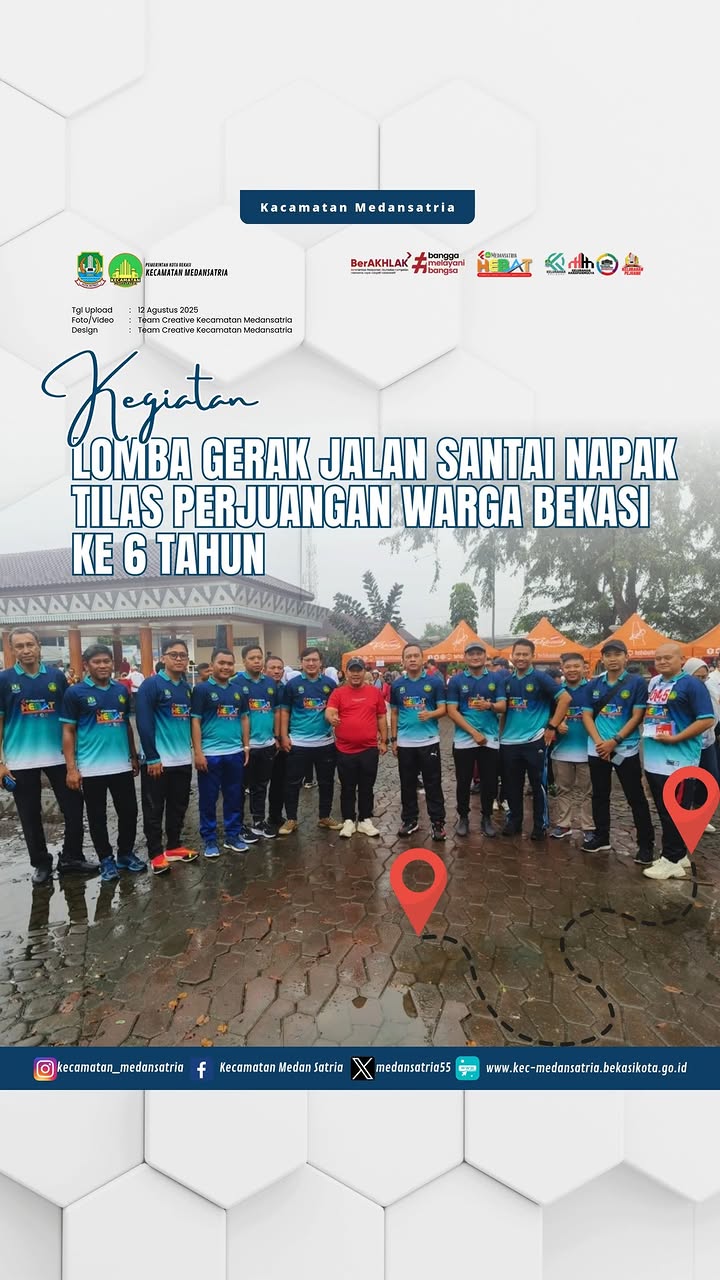 Kacamatan Medansatria
PEMERINTAH KOTA BEKASI
KECAMATAN MEDANSATRIA
BerAKHLAK
#bangga
melayani
bangsa
MEDANSATRIA
HEBAT
Tgl Upload : 12 Agustus 2025
Foto/Video : Team Creative Kecamatan Medansatria
Design : Team Creative Kecamatan Medansatria
Kegiatan
LOMBA GERAK JALAN SANTAI NAPAK
TILAS PERJUANGAN WARGA BEKASI
KE 6 TAHUN
kecamatan_medansatria
Kecamatan Medan Satria
medansatria55
www.kec-medansatria.bekasikota.go.id